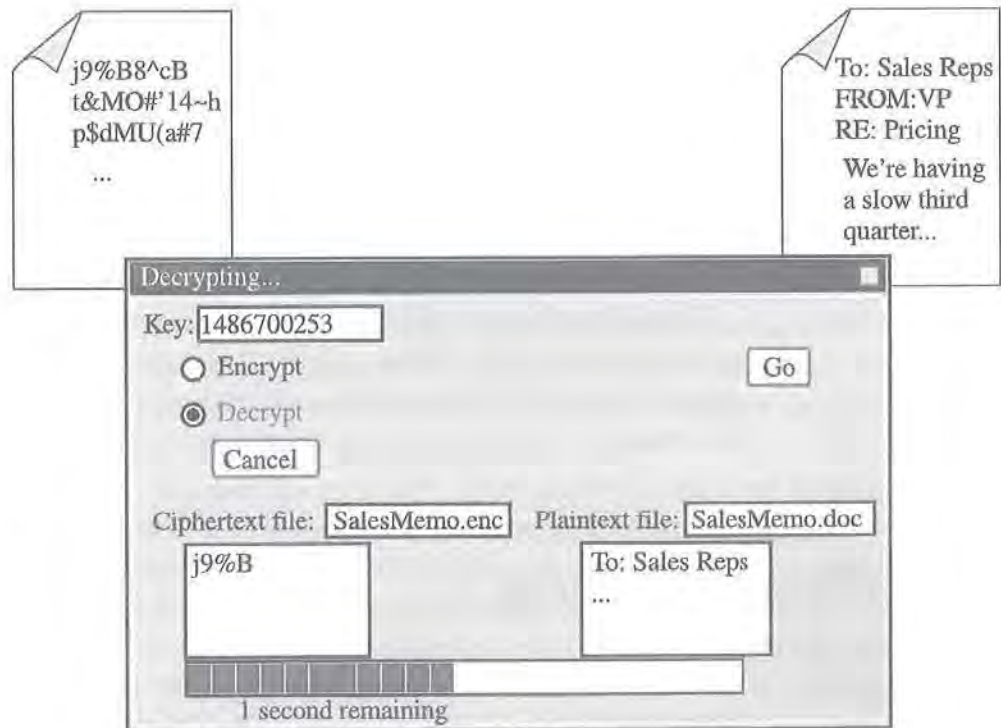 j9%B8^cB
t&MO#'14~h
p$dMU(a#7
...
To: Sales Reps
FROM:VP
RE: Pricing
We're having
a slow third
quarter...
Decrypting...
Key: 1486700253
Encrypt
Go
Decrypt
Cancel
Ciphertext file: SalesMemo.enc Plaintext file: SalesMemo.doc
j9%B
To: Sales Reps
...
1 second remaining